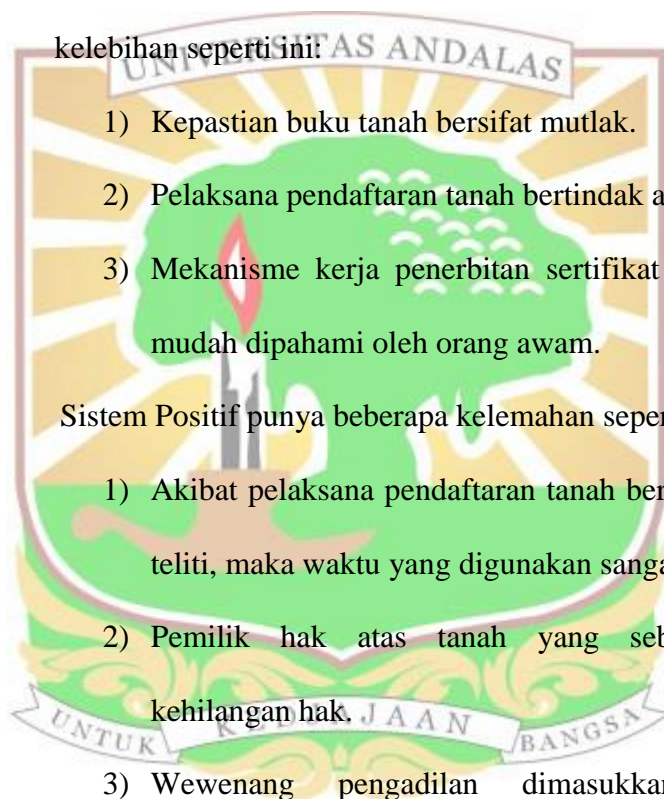 kelebihan seperti ini:
UNIVERSITAS ANDALAS
1) Kepastian buku tanah bersifat mutlak.
2) Pelaksana pendaftaran tanah bertindak a
3) Mekanisme kerja penerbitan sertifikat
mudah dipahami oleh orang awam.
Sistem Positif punya beberapa kelemahan seper
1) Akibat pelaksana pendaftaran tanah ber
teliti, maka waktu yang digunakan sanga
2) Pemilik hak atas tanah yang seb
kehilangan hak.
UNTUK KEDJAJAAN BANGSA
3) Wewenang pengadilan dimasukkan